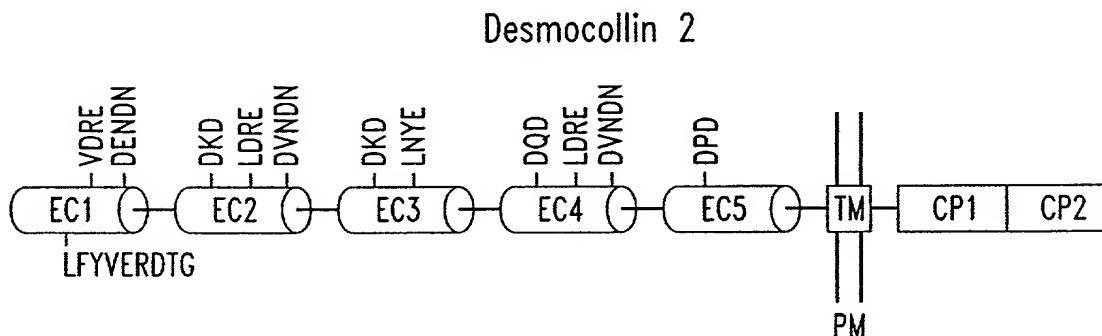 Desmocollin 2
VDRE DENDN DKD LDRE DVNDN DKD LNYE DQD LDRE DVNDN DPD
EC1 EC2 EC3 EC4 EC5 TM CP1 CP2
LFYVERDTG
PM